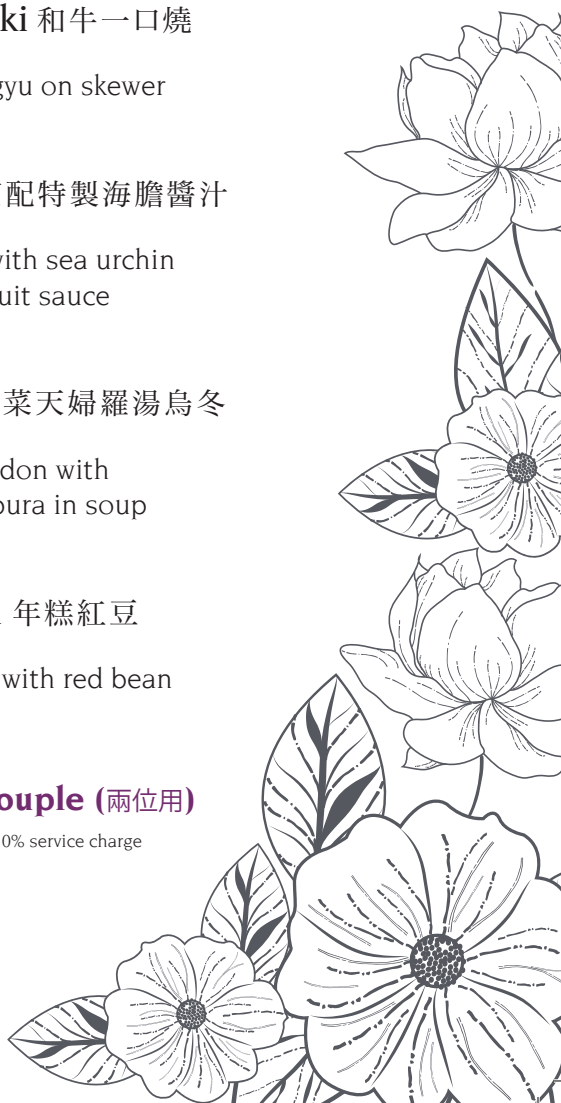 ki 和牛一口燒
gyu on skewer
配特製海膽醬汁
with sea urchin
uit sauce
菜天婦羅湯烏冬
don with
pura in soup
年糕紅豆
with red bean
ouple (兩位用)
0% service charge